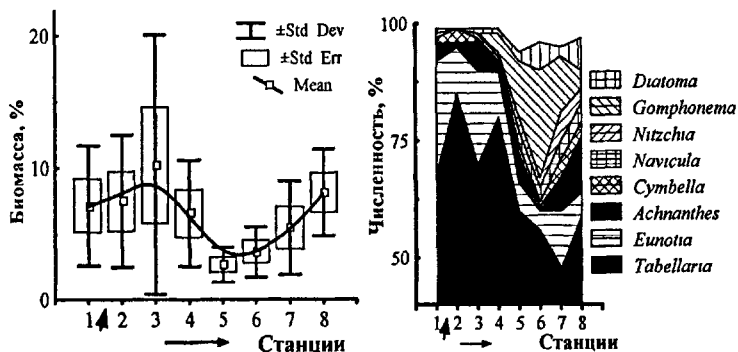 20
10
0
Биомасса, %
±Std Dev
±Std Err
Mean
1 2 3 4 5 6 7 8
Станции
100
75
50
Численность, %
Diatoma
Gomphonema
Nitzchia
Navicula
Cymbella
Achnanthes
Eunotia
Tabellaria
1 2 3 4 5 6 7 8
Станции